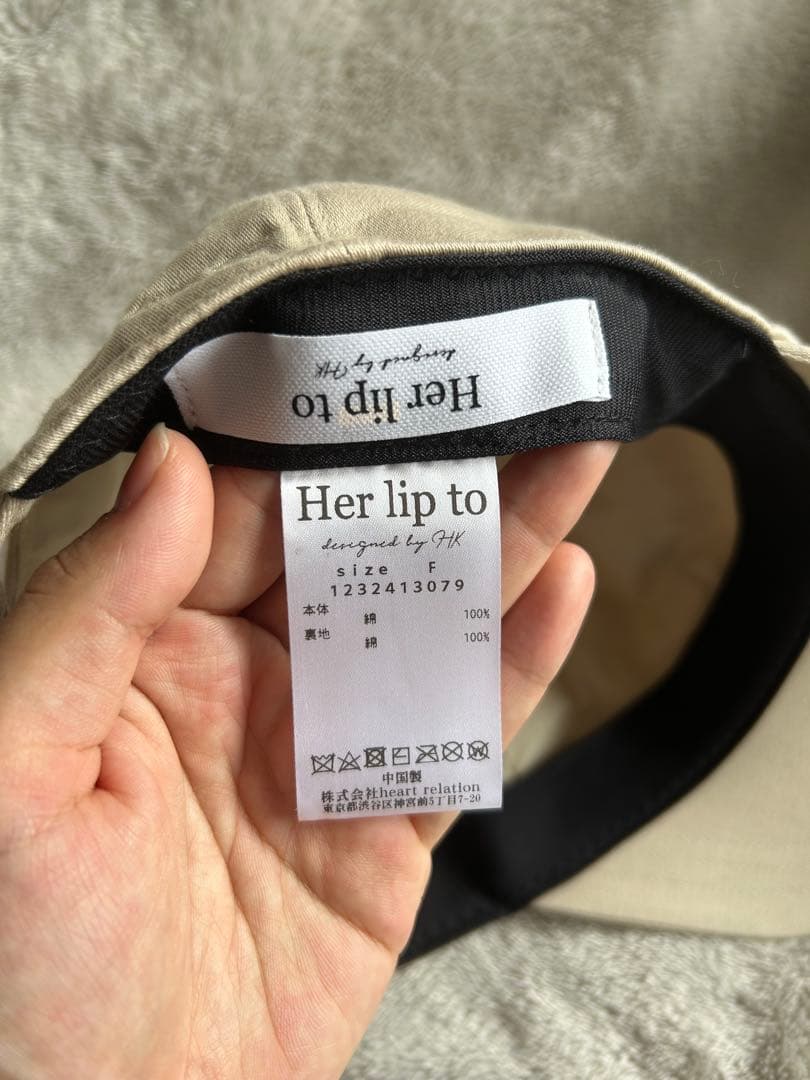 Her lip to
designed by HK
Her lip to
designed by HK
size F
1232413079
本体 綿 100%
裏地 綿 100%
中国製
株式会社heart relation
東京都渋谷区神宮前5丁目7-20